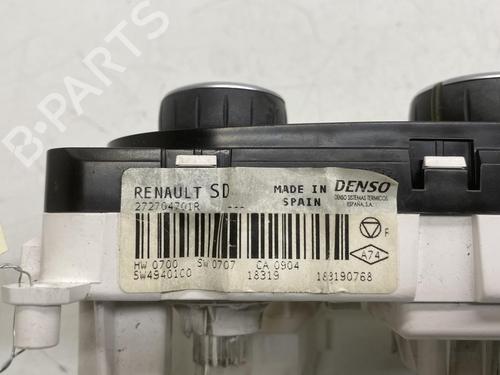 B-PARTS
RENAULT SD
MADE IN
SPAIN
DENSO
DENSO SISTEMAS TERMICOS
ESPAÑA, S.A.
272704701R ---
F
A74
HW 0700 SW 0707 CA 0904
SW49401C0 18319 183190768